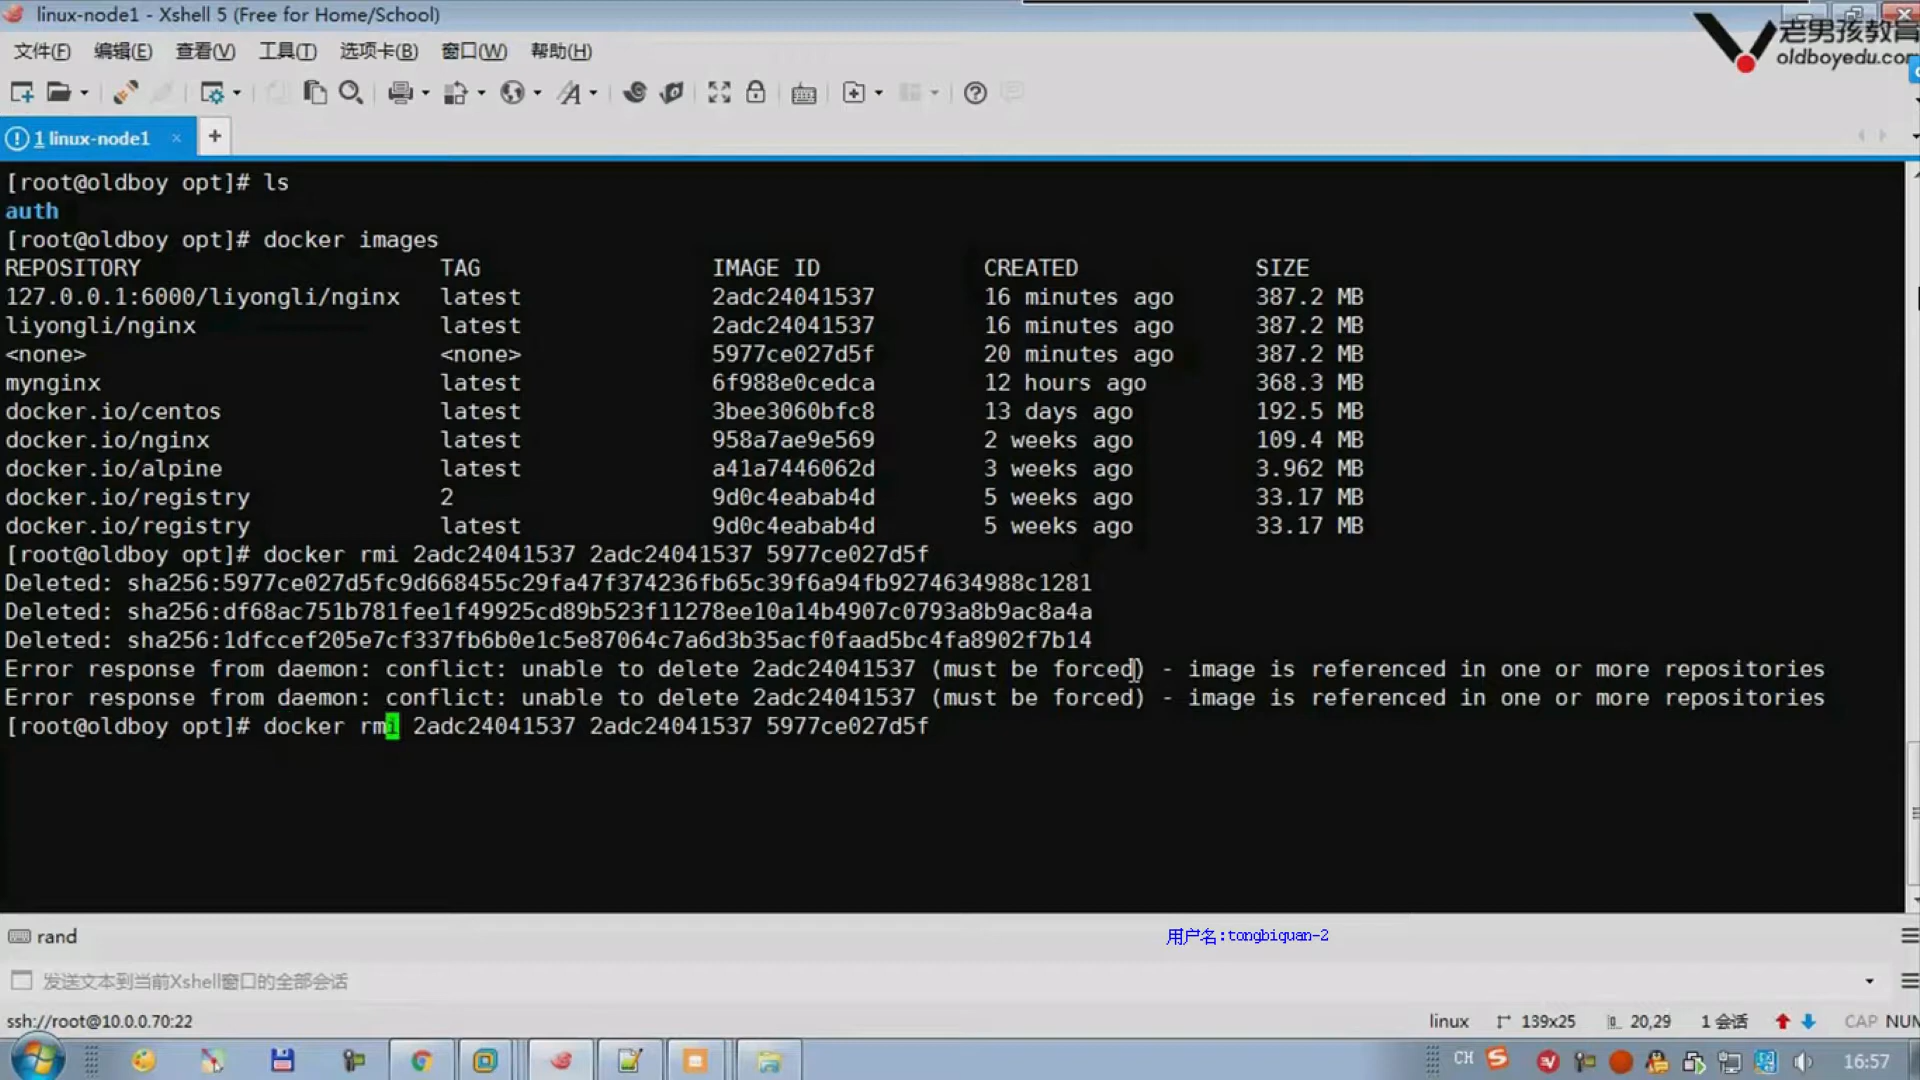 linux-node1 - Xshell 5 (Free for Home/School)
文件(F) 编辑(E) 查看(V) 工具(T) 选项卡(B) 窗口(W) 帮助(H)
老男孩教育
oldboyedu.com
1 linux-node1 × +
[root@oldboy opt]# ls
auth
[root@oldboy opt]# docker images
REPOSITORY TAG IMAGE ID CREATED SIZE
127.0.0.1:6000/liyongli/nginx latest 2adc24041537 16 minutes ago 387.2 MB
liyongli/nginx latest 2adc24041537 16 minutes ago 387.2 MB
<none> <none> 5977ce027d5f 20 minutes ago 387.2 MB
mynginx latest 6f988e0cedca 12 hours ago 368.3 MB
docker.io/centos latest 3bee3060bfc8 13 days ago 192.5 MB
docker.io/nginx latest 958a7ae9e569 2 weeks ago 109.4 MB
docker.io/alpine latest a41a7446062d 3 weeks ago 3.962 MB
docker.io/registry 2 9d0c4eabab4d 5 weeks ago 33.17 MB
docker.io/registry latest 9d0c4eabab4d 5 weeks ago 33.17 MB
[root@oldboy opt]# docker rmi 2adc24041537 2adc24041537 5977ce027d5f
Deleted: sha256:5977ce027d5fc9d668455c29fa47f374236fb65c39f6a94fb9274634988c1281
Deleted: sha256:df68ac751b781fee1f49925cd89b523f11278ee10a14b4907c0793a8b9ac8a4a
Deleted: sha256:1dfccef205e7cf337fb6b0e1c5e87064c7a6d3b35acf0faad5bc4fa8902f7b14
Error response from daemon: conflict: unable to delete 2adc24041537 (must be forced) - image is referenced in one or more repositories
Error response from daemon: conflict: unable to delete 2adc24041537 (must be forced) - image is referenced in one or more repositories
[root@oldboy opt]# docker rmi 2adc24041537 2adc24041537 5977ce027d5f
rand
用户名:tongbiquan-2
发送文本到当前Xshell窗口的全部会话
ssh://root@10.0.0.70:22 linux 139x25 20,29 1 会话 CAP NUM
CH 16:57